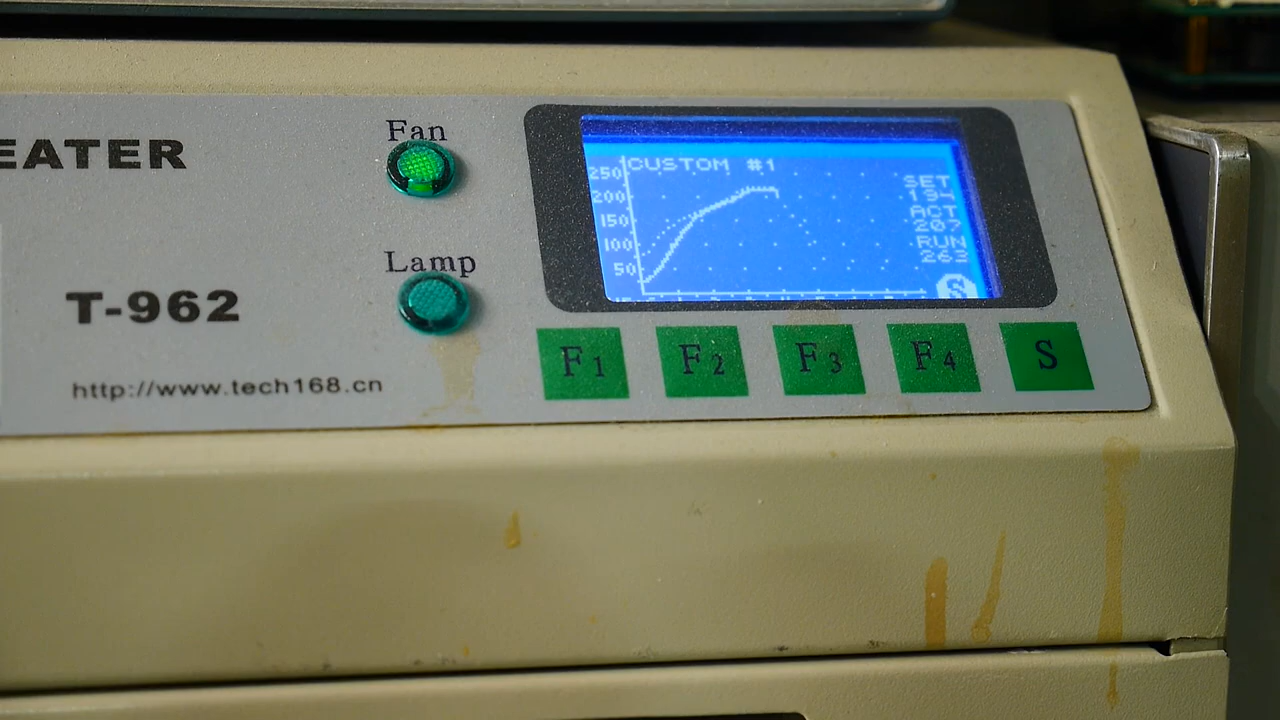 EATER
T-962
http://www.tech168.cn
Fan
Lamp
CUSTOM #1
250
200
150
100
50
SET
194
ACT
207
RUN
263
F1
F2
F3
F4
S